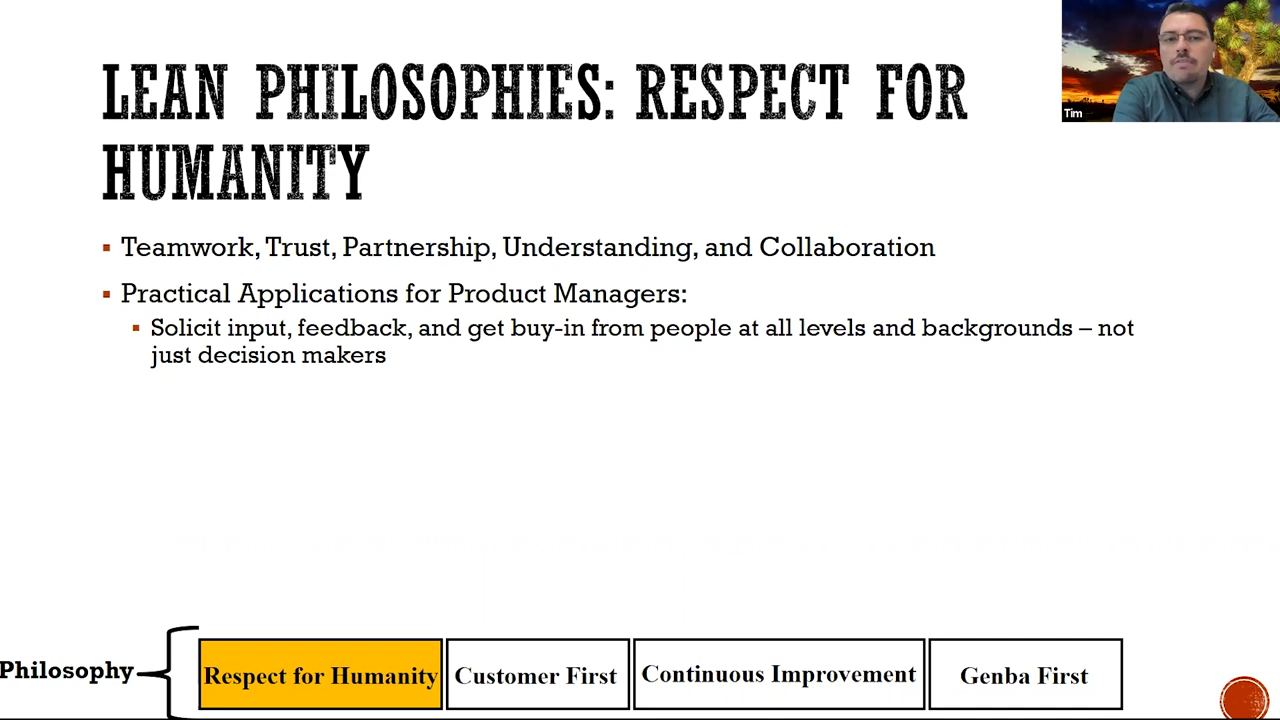 LEAN PHILOSOPHIES: RESPECT FOR
HUMANITY
Tim
Teamwork, Trust, Partnership, Understanding, and Collaboration
Practical Applications for Product Managers:
Solicit input, feedback, and get buy-in from people at all levels and backgrounds – not
just decision makers
Philosophy
Respect for Humanity
Customer First
Continuous Improvement
Genba First